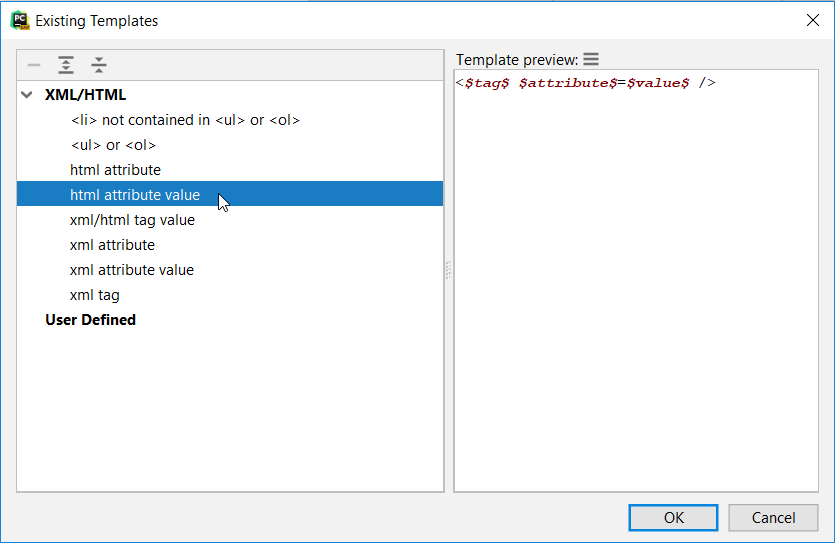 PC
Existing Templates
Template preview:
XML/HTML
<li> not contained in <ul> or <ol>
<ul> or <ol>
html attribute
html attribute value
xml/html tag value
xml attribute
xml attribute value
xml tag
User Defined
<$tag$ $attribute$=$value$ />
OK
Cancel